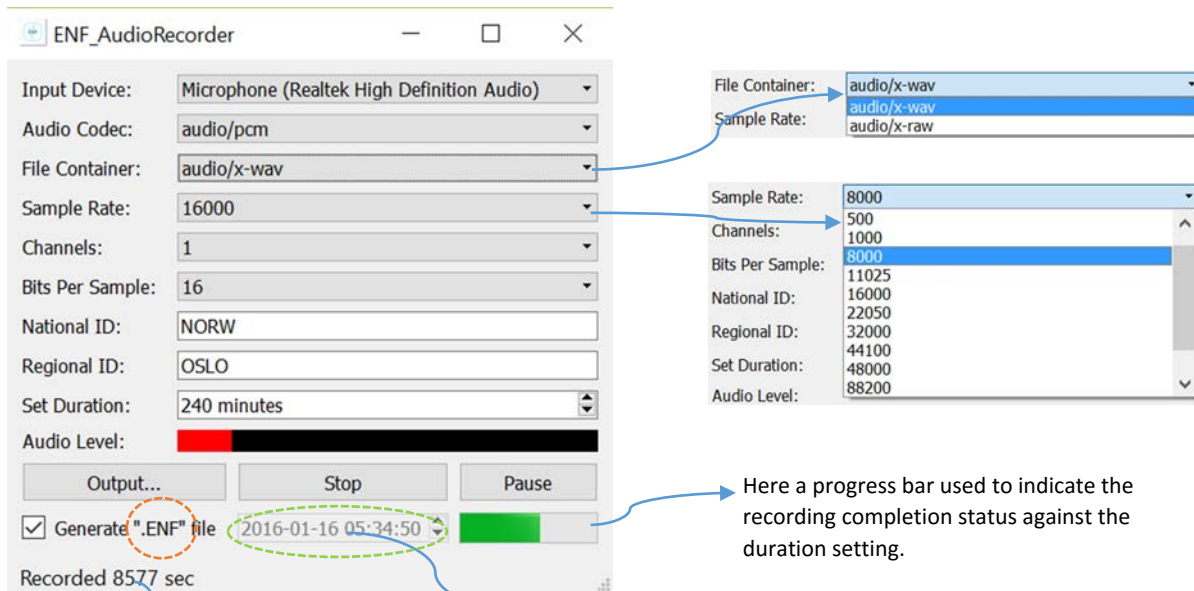 ENF_AudioRecorder
Input Device: Microphone (Realtek High Definition Audio)
Audio Codec: audio/pcm
File Container: audio/x-wav
Sample Rate: 16000
Channels: 1
Bits Per Sample: 16
National ID: NORW
Regional ID: OSLO
Set Duration: 240 minutes
Audio Level:
Output... Stop Pause
Generate ".ENF" file 2016-01-16 05:34:50
Recorded 8577 sec
File Container: audio/x-wav
audio/x-wav
Sample Rate: audio/x-raw
Sample Rate: 8000
500
Channels: 1000
8000
Bits Per Sample: 11025
National ID: 16000
22050
Regional ID: 32000
44100
Set Duration: 48000
Audio Level: 88200
Here a progress bar used to indicate the
recording completion status against the
duration setting.